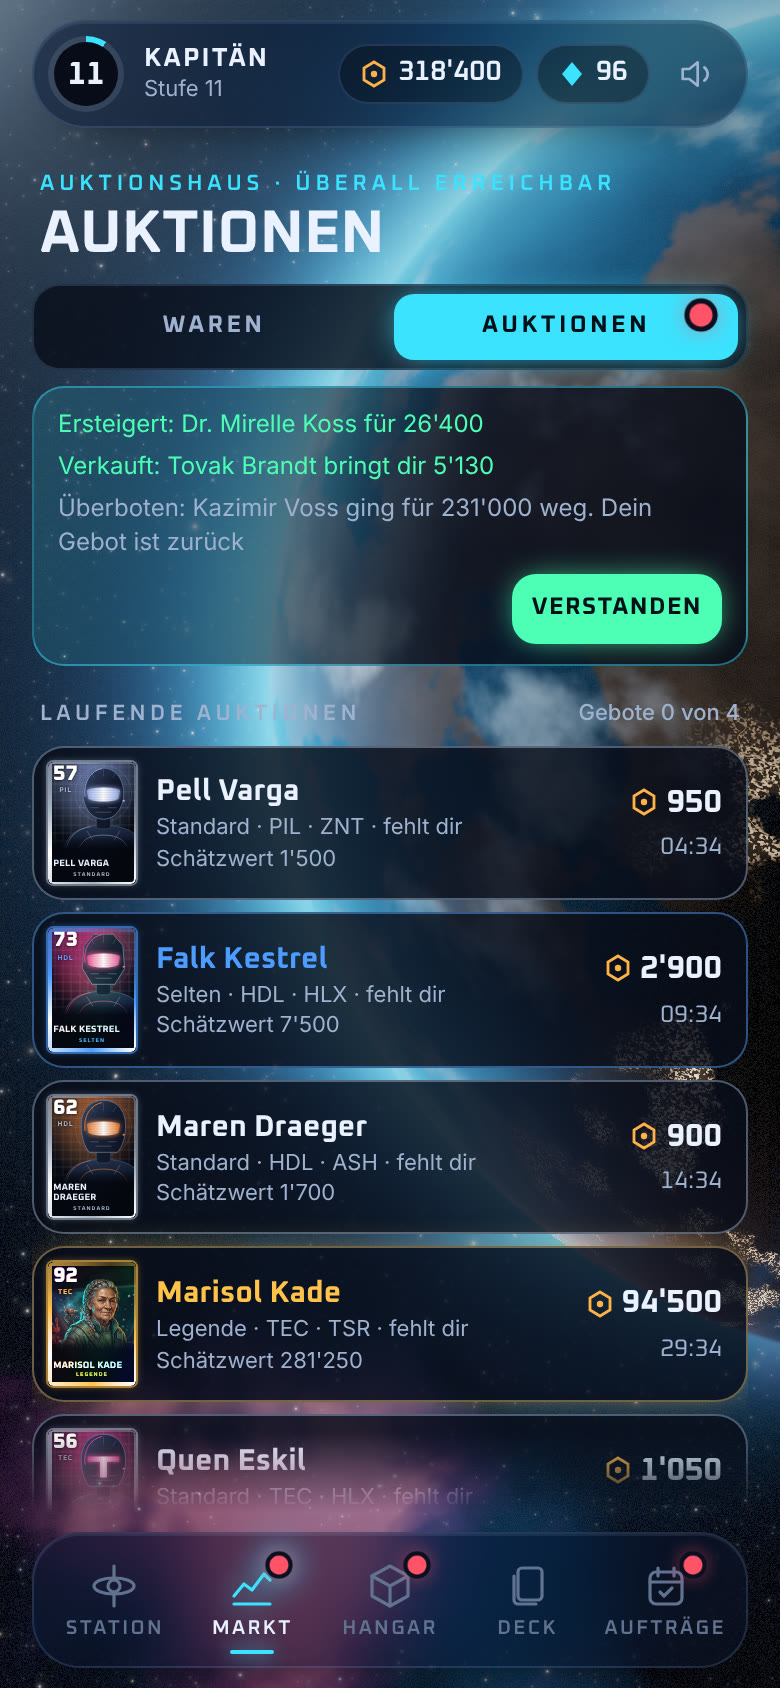 11
KAPITÄN
Stufe 11
318'400
96
AUKTIONSHAUS · ÜBERALL ERREICHBAR
AUKTIONEN
WAREN
AUKTIONEN
Ersteigert: Dr. Mirelle Koss für 26'400
Verkauft: Tovak Brandt bringt dir 5'130
Überboten: Kazimir Voss ging für 231'000 weg. Dein
Gebot ist zurück
VERSTANDEN
LAUFENDE AUKTIONEN
Gebote 0 von 4
57
PIL
PELL VARGA
STANDARD
Pell Varga
Standard · PIL · ZNT · fehlt dir
Schätzwert 1'500
950
04:34
73
HDL
FALK KESTREL
SELTEN
Falk Kestrel
Selten · HDL · HLX · fehlt dir
Schätzwert 7'500
2'900
09:34
62
HDL
MAREN
DRAEGER
STANDARD
Maren Draeger
Standard · HDL · ASH · fehlt dir
Schätzwert 1'700
900
14:34
92
TEC
MARISOL KADE
LEGENDE
Marisol Kade
Legende · TEC · TSR · fehlt dir
Schätzwert 281'250
94'500
29:34
56
TEC
Quen Eskil
Standard · TEC · HLX · fehlt dir
1'050
STATION
MARKT
HANGAR
DECK
AUFTRÄGE